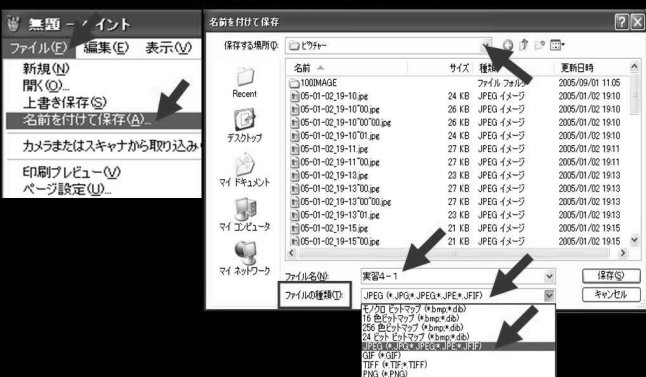 無題 - ペイント
ファイル(F) 編集(E) 表示(V)
新規(N)
開く(O)...
上書き保存(S)
名前を付けて保存(A)...
カメラまたはスキャナから取り込み
印刷プレビュー(V)
ページ設定(U)...
名前を付けて保存
保存する場所(I): ピクチャー
Recent
デスクトップ
マイ ドキュメント
マイ コンピュータ
マイ ネットワーク
名前 サイズ 種類 更新日時
100IMAGE ファイル フォル 2005/09/01 11:05
05-01-02_19-10.jpg 24 KB JPEG イメージ 2005/01/02 19:10
05-01-02_19-10~00.jpg 26 KB JPEG イメージ 2005/01/02 19:10
05-01-02_19-10~00~00.jpg 26 KB JPEG イメージ 2005/01/02 19:10
05-01-02_19-10~01.jpg 24 KB JPEG イメージ 2005/01/02 19:10
05-01-02_19-11.jpg 27 KB JPEG イメージ 2005/01/02 19:11
05-01-02_19-11~00.jpg 27 KB JPEG イメージ 2005/01/02 19:11
05-01-02_19-13.jpg 23 KB JPEG イメージ 2005/01/02 19:13
05-01-02_19-13~00.jpg 27 KB JPEG イメージ 2005/01/02 19:13
05-01-02_19-13~00~00.jpg 27 KB JPEG イメージ 2005/01/02 19:13
05-01-02_19-13~01.jpg 23 KB JPEG イメージ 2005/01/02 19:13
05-01-02_19-15.jpg 21 KB JPEG イメージ 2005/01/02 19:15
05-01-02_19-15~00.jpg 21 KB JPEG イメージ 2005/01/02 19:15
ファイル名(N): 実習4-1 保存(S)
ファイルの種類(T): JPEG (*.JPG;*.JPEG;*.JPE;*.JFIF) キャンセル
モノクロ ビットマップ (*.bmp;*.dib)
16 色ビットマップ (*.bmp;*.dib)
256 色ビットマップ (*.bmp;*.dib)
24 ビット ビットマップ (*.bmp;*.dib)
JPEG (*.JPG;*.JPEG;*.JPE;*.JFIF)
GIF (*.GIF)
TIFF (*.TIF;*.TIFF)
PNG (*.PNG)